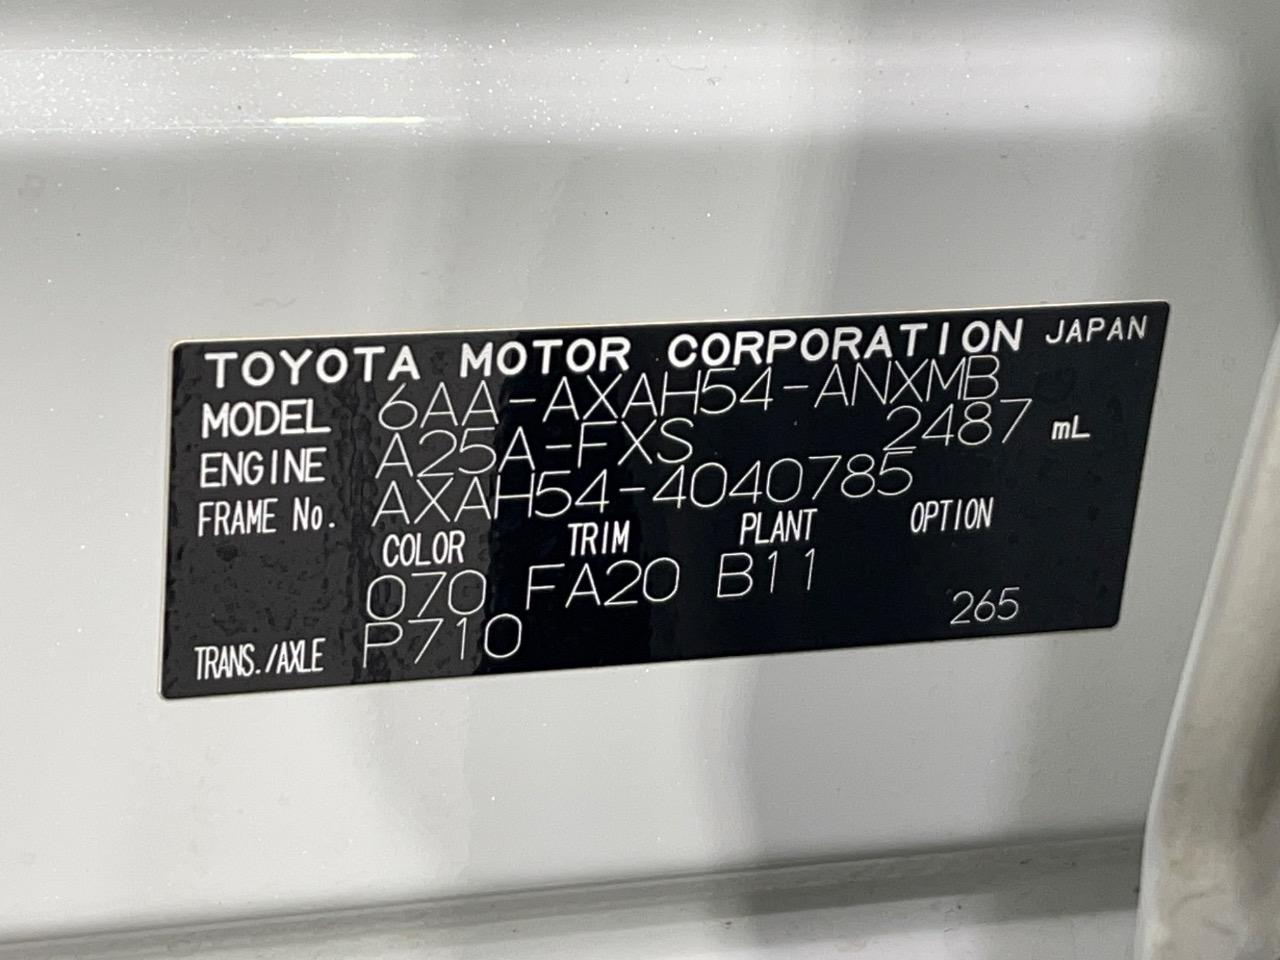 TOYOTA MOTOR CORPORATION JAPAN
MODEL 6AA-AXAH54-ANXMB
ENGINE A25A-FXS 2487 mL
FRAME No. AXAH54-4040785
COLOR TRIM PLANT OPTION
070 FA20 B11
TRANS./AXLE P710 265